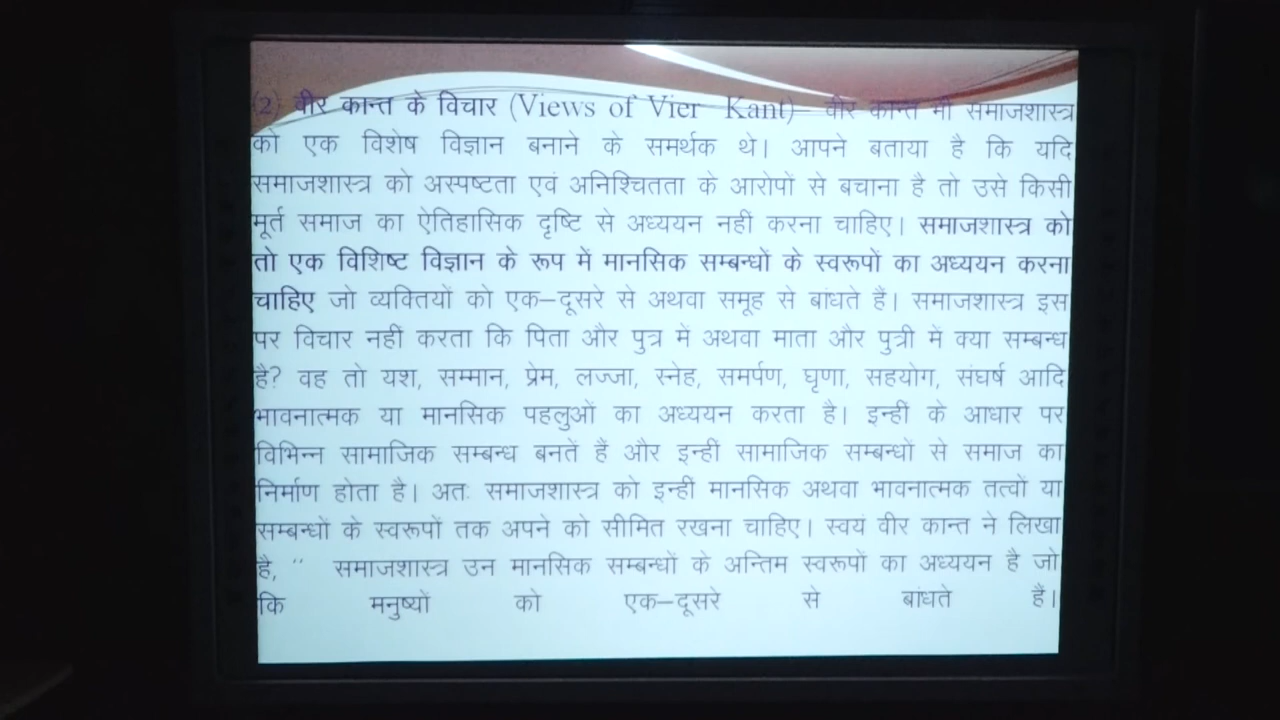 (2) वीर कान्त के विचार (Views of Vier Kant)– वीर कान्त भी समाजशास्त्र
को एक विशेष विज्ञान बनाने के समर्थक थे। आपने बताया है कि यदि
समाजशास्त्र को अस्पष्टता एवं अनिश्चितता के आरोपों से बचाना है तो उसे किसी
मूर्त समाज का ऐतिहासिक दृष्टि से अध्ययन नहीं करना चाहिए। समाजशास्त्र को
तो एक विशिष्ट विज्ञान के रूप में मानसिक सम्बन्धों के स्वरूपों का अध्ययन करना
चाहिए जो व्यक्तियों को एक–दूसरे से अथवा समूह से बांधते हैं। समाजशास्त्र इस
पर विचार नहीं करता कि पिता और पुत्र में अथवा माता और पुत्री में क्या सम्बन्ध
है? वह तो यश, सम्मान, प्रेम, लज्जा, स्नेह, समर्पण, घृणा, सहयोग, संघर्ष आदि
भावनात्मक या मानसिक पहलुओं का अध्ययन करता है। इन्हीं के आधार पर
विभिन्न सामाजिक सम्बन्ध बनतें हैं और इन्हीं सामाजिक सम्बन्धों से समाज का
निर्माण होता है। अतः समाजशास्त्र को इन्हीं मानसिक अथवा भावनात्मक तत्वों या
सम्बन्धों के स्वरूपों तक अपने को सीमित रखना चाहिए। स्वयं वीर कान्त ने लिखा
है, “ समाजशास्त्र उन मानसिक सम्बन्धों के अन्तिम स्वरूपों का अध्ययन है जो
कि मनुष्यों को एक–दूसरे से बांधते हैं।